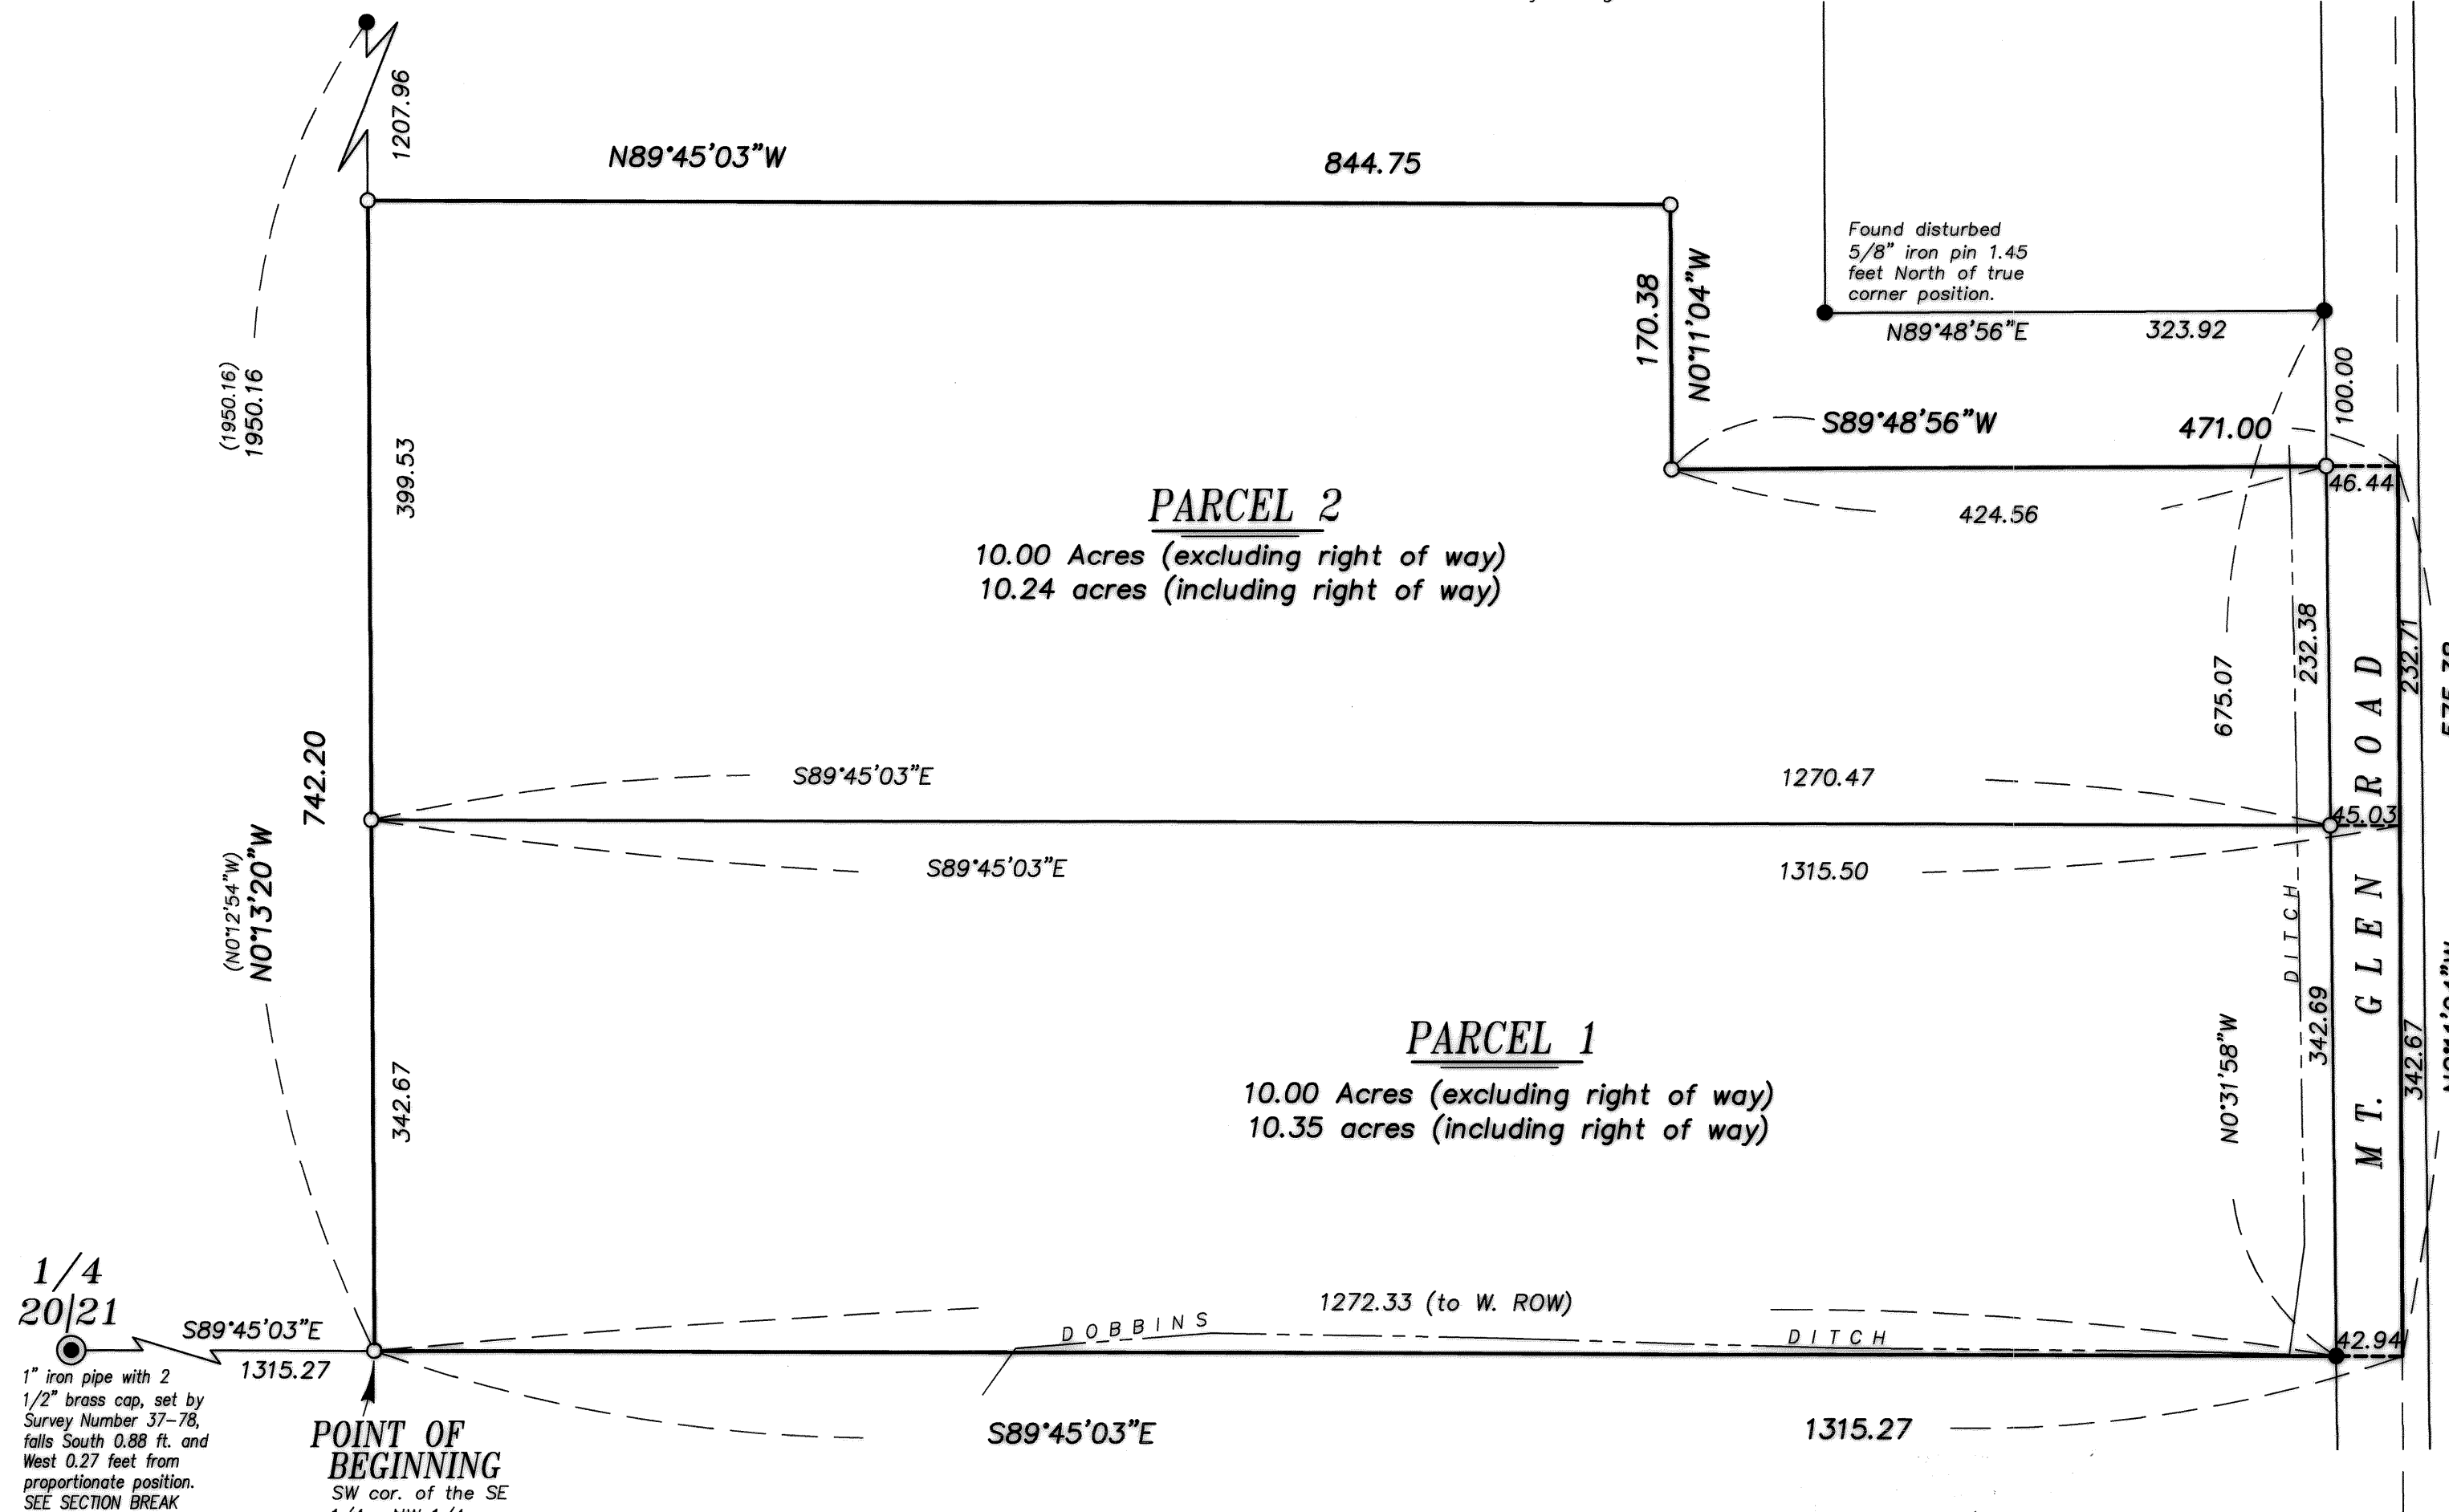 1207.96
N89°45'03"W
844.75
Found disturbed
5/8" iron pin 1.45
feet North of true
corner position.
N89°48'56"E
323.92
170.38
N0°11'04"W
100.00
(1950.16)
1950.16
399.53
S89°48'56"W
471.00
46.44
424.56
PARCEL 2
10.00 Acres (excluding right of way)
10.24 acres (including right of way)
232.38
232.71
675.07
742.20
S89°45'03"E
1270.47
45.03
S89°45'03"E
1315.50
(N0°12'54"W)
N0°13'20"W
DITCH
MT. GLEN ROAD
342.69
342.67
N0°31'58"W
PARCEL 1
10.00 Acres (excluding right of way)
10.35 acres (including right of way)
342.67
1/4
20|21
S89°45'03"E
1315.27
1272.33 (to W. ROW)
DOBBINS
DITCH
42.94
1" iron pipe with 2
1/2" brass cap, set by
Survey Number 37-78,
falls South 0.88 ft. and
West 0.27 feet from
proportionate position.
SEE SECTION BREAK
POINT OF
BEGINNING
SW cor. of the SE
S89°45'03"E
1315.27